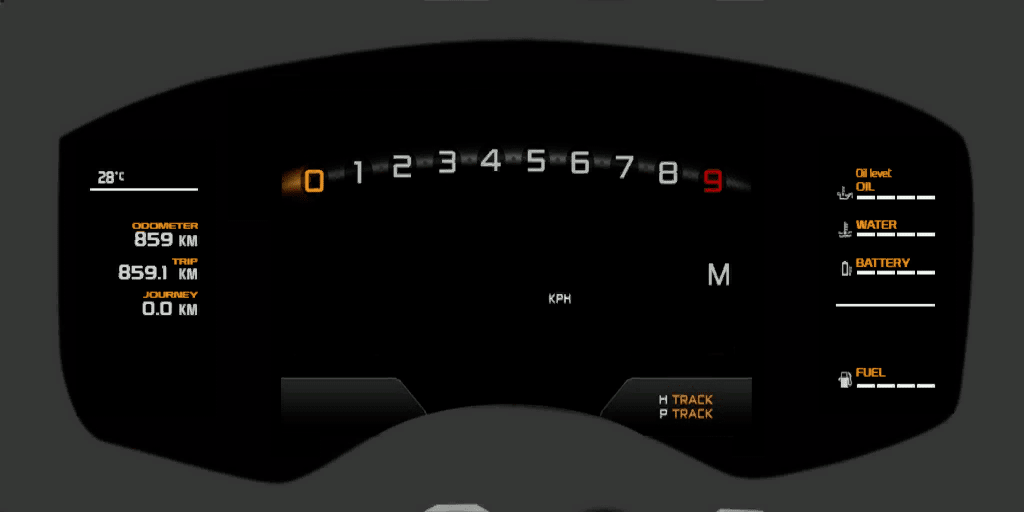 28°C
ODOMETER
859 KM
TRIP
859.1 KM
JOURNEY
0.0 KM
0 1 2 3 4 5 6 7 8 9
M
KPH
H TRACK
P TRACK
Oil level
OIL
WATER
BATTERY
FUEL